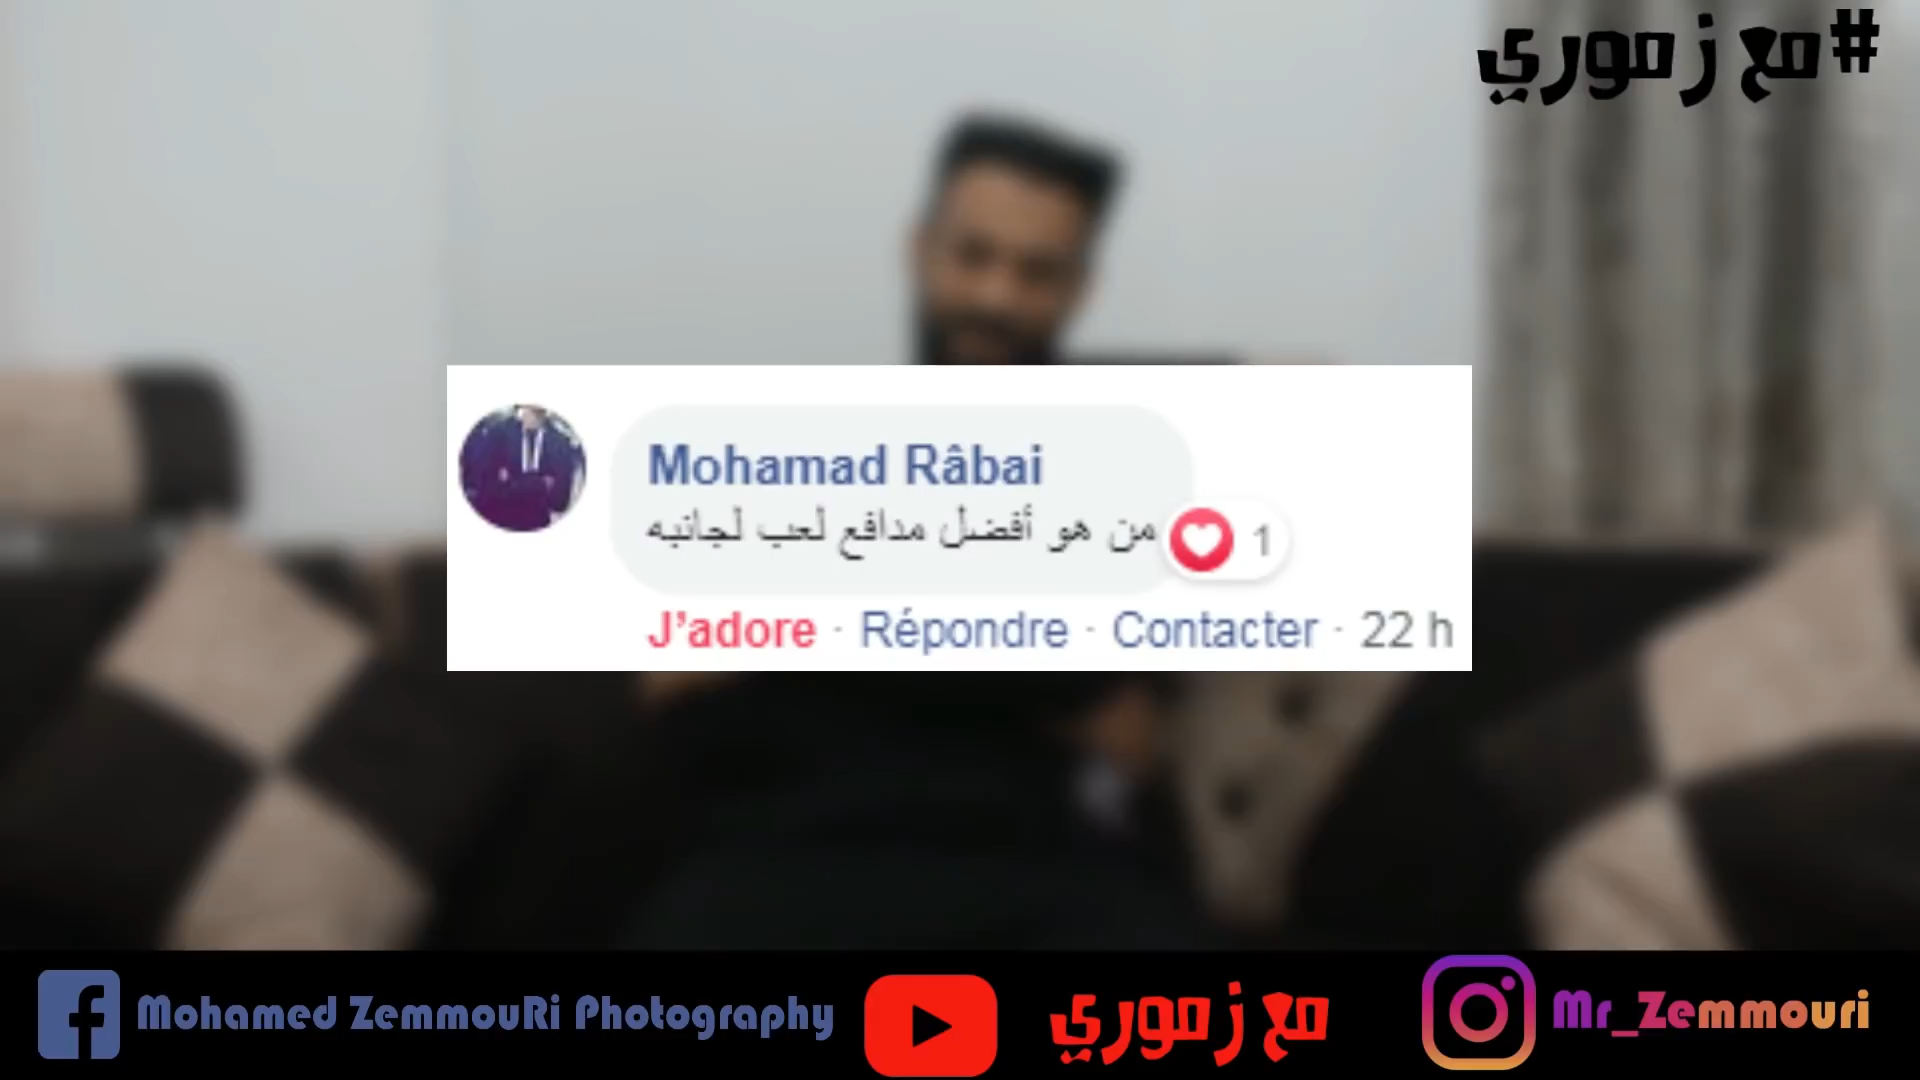 #مع زموري
Mohamad Râbai
من هو أفضل مدافع لعب لجانبه
1
J’adore · Répondre · Contacter · 22 h
Mohamed ZemmouRi Photography
مع زموري
Mr_Zemmouri